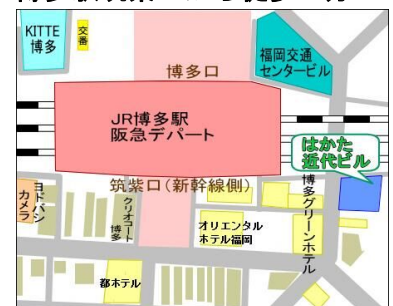 KITTE
博多
交番
福岡交通
センタービル
博多口
JR博多駅
阪急デパート
はかた
近代ビル
筑紫口(新幹線側)
ヨドバシ
カメラ
クリオコート
博多
オリエンタル
ホテル福岡
博多グリーンホテル
都ホテル